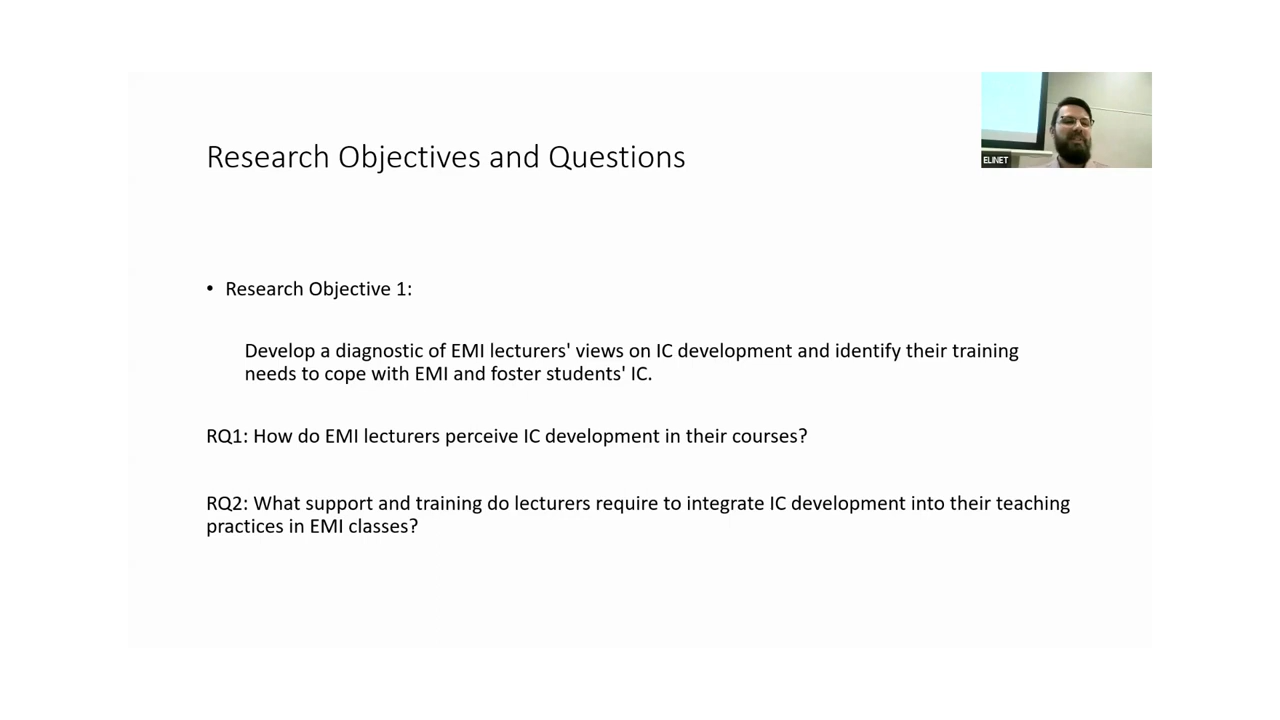 Research Objectives and Questions
ELINET
• Research Objective 1:
Develop a diagnostic of EMI lecturers' views on IC development and identify their training
needs to cope with EMI and foster students' IC.
RQ1: How do EMI lecturers perceive IC development in their courses?
RQ2: What support and training do lecturers require to integrate IC development into their teaching
practices in EMI classes?